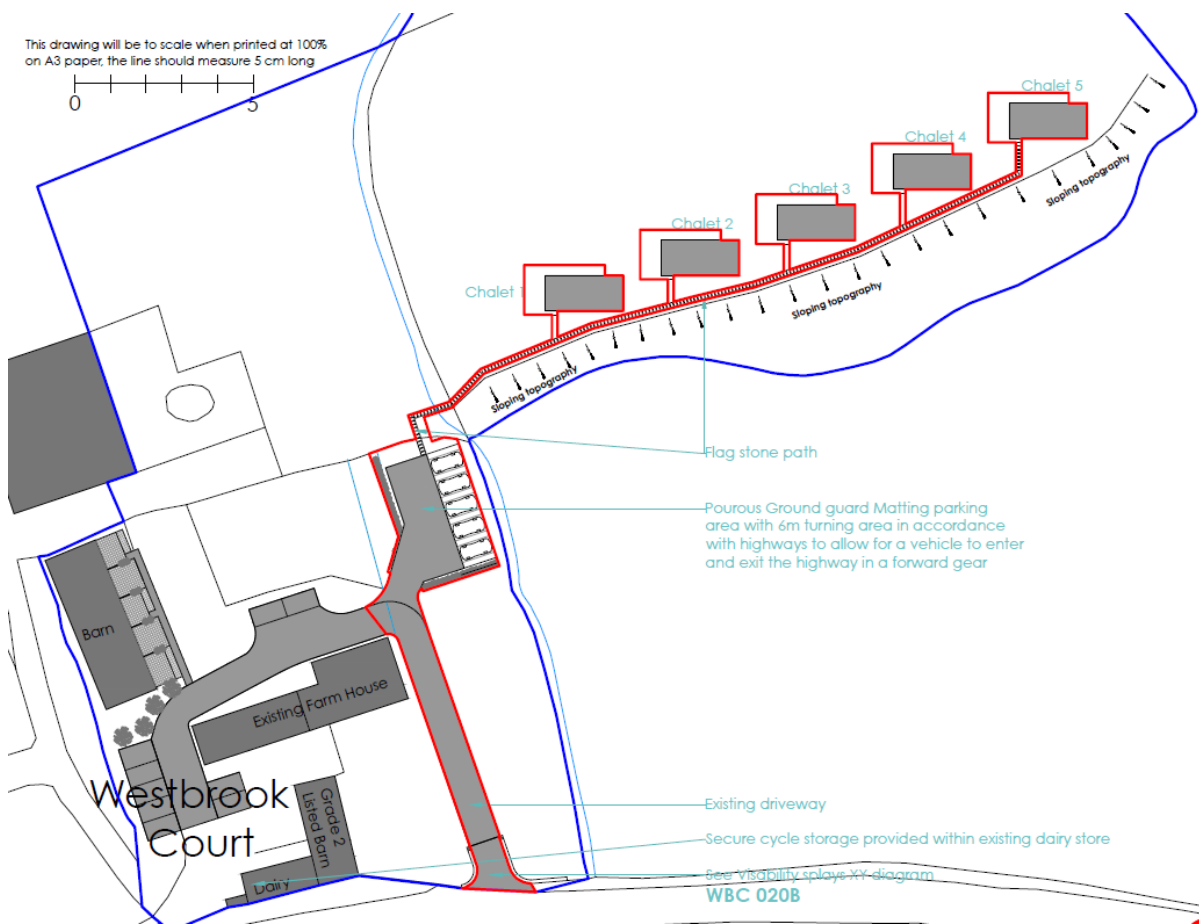 This drawing will be to scale when printed at 100%
on A3 paper, the line should measure 5 cm long
0
5
Chalet 5
Chalet 4
Chalet 3
Chalet 2
Chalet 1
Sloping topography
Sloping topography
Sloping topography
Flag stone path
Pourous Ground guard Matting parking
area with 6m turning area in accordance
with highways to allow for a vehicle to enter
and exit the highway in a forward gear
Barn
Existing Farm House
Westbrook
Court
Grade 2
Listed Barn
Dairy
Existing driveway
Secure cycle storage provided within existing dairy store
See Visability splays XY diagram
WBC 020B